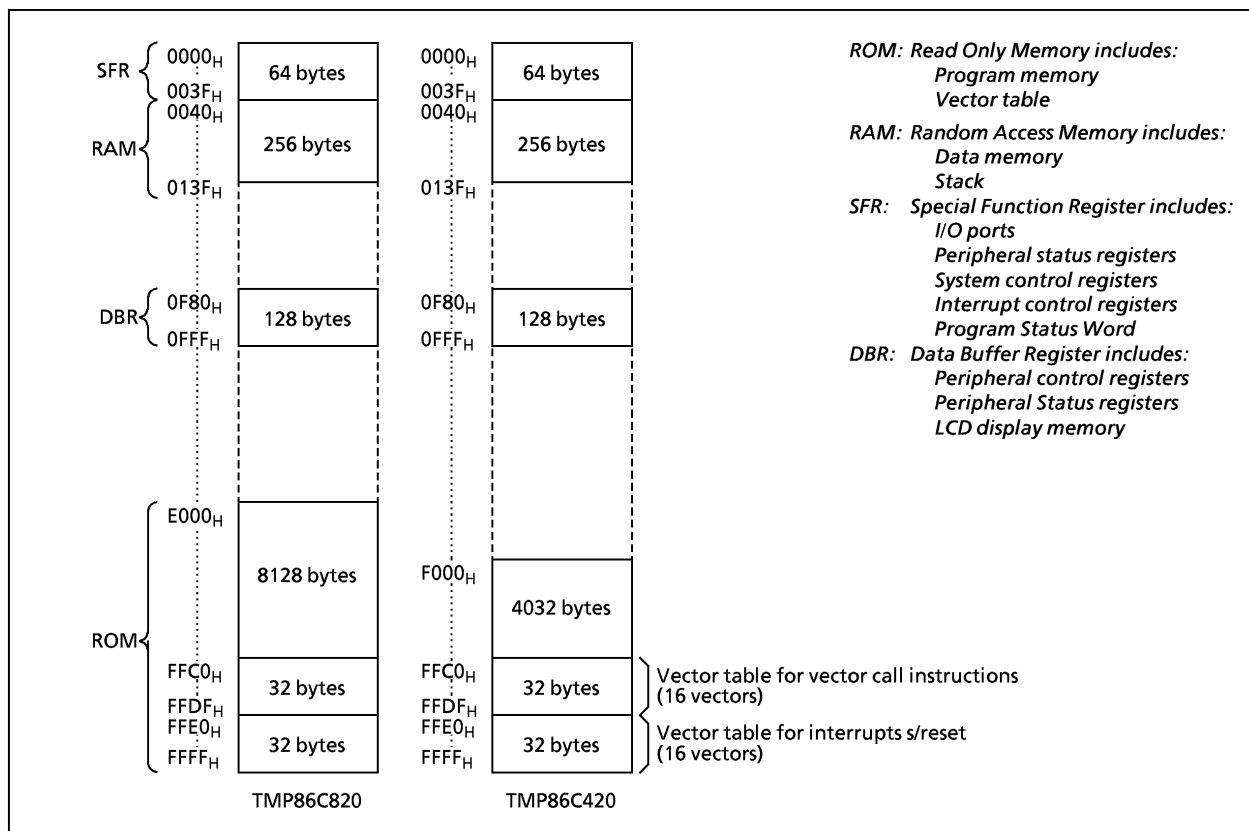 SFR
0000H
003FH
64 bytes
0000H
003FH
64 bytes
RAM
0040H
013FH
256 bytes
0040H
013FH
256 bytes
DBR
0F80H
0FFFH
128 bytes
0F80H
0FFFH
128 bytes
ROM
E000H
8128 bytes
F000H
4032 bytes
FFC0H
FFDFH
32 bytes
FFC0H
FFDFH
32 bytes
Vector table for vector call instructions
(16 vectors)
FFE0H
FFFFH
32 bytes
FFE0H
FFFFH
32 bytes
Vector table for interrupts s/reset
(16 vectors)
TMP86C820
TMP86C420
ROM: Read Only Memory includes:
Program memory
Vector table
RAM: Random Access Memory includes:
Data memory
Stack
SFR: Special Function Register includes:
I/O ports
Peripheral status registers
System control registers
Interrupt control registers
Program Status Word
DBR: Data Buffer Register includes:
Peripheral control registers
Peripheral Status registers
LCD display memory